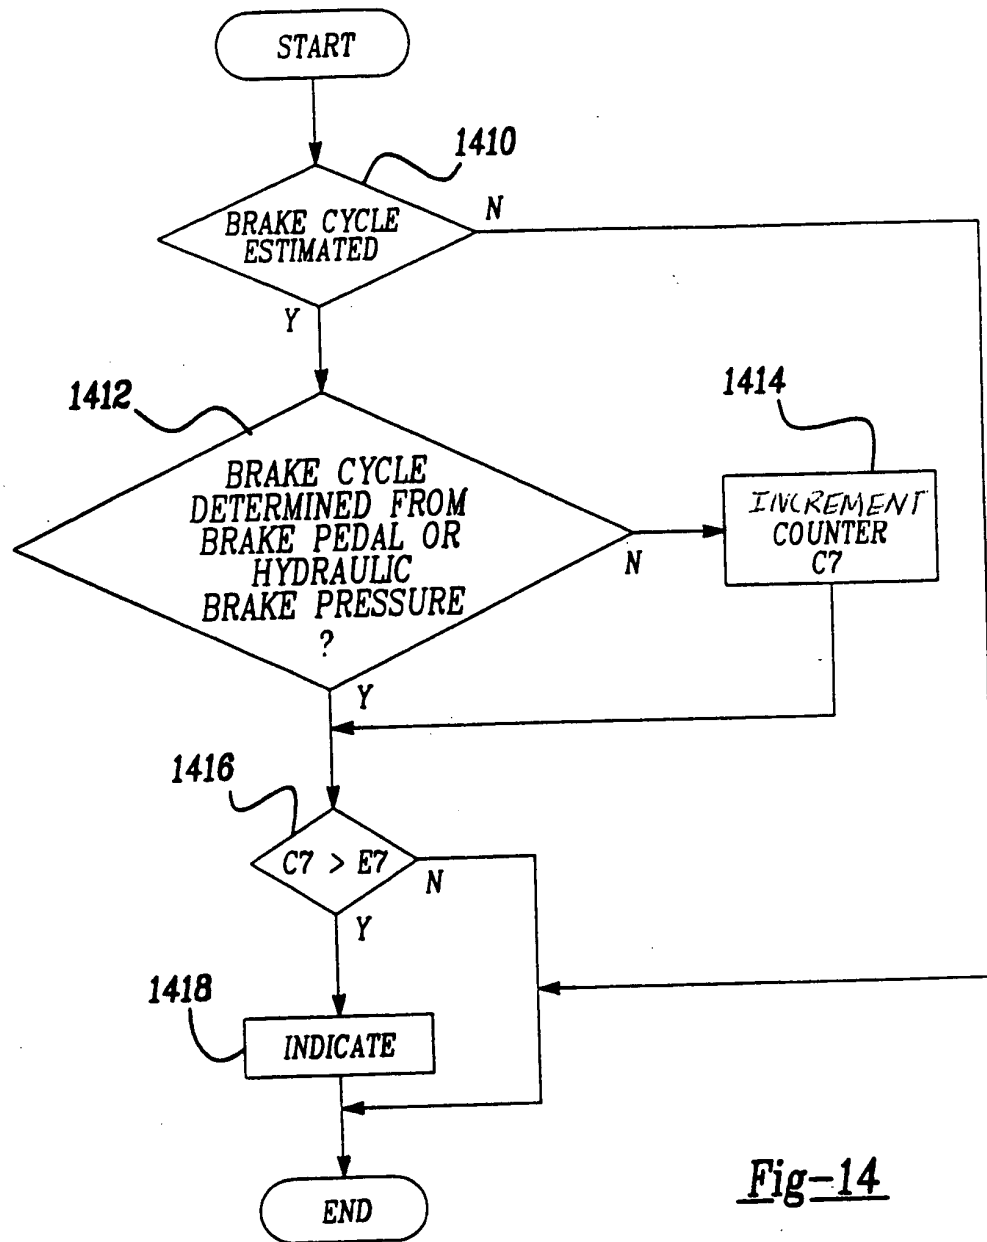 START
1410
BRAKE CYCLE
ESTIMATED
N
Y
1412
BRAKE CYCLE
DETERMINED FROM
BRAKE PEDAL OR
HYDRAULIC
BRAKE PRESSURE
?
N
Y
1414
INCREMENT
COUNTER
C7
1416
C7 > E7
N
Y
1418
INDICATE
END
Fig-14